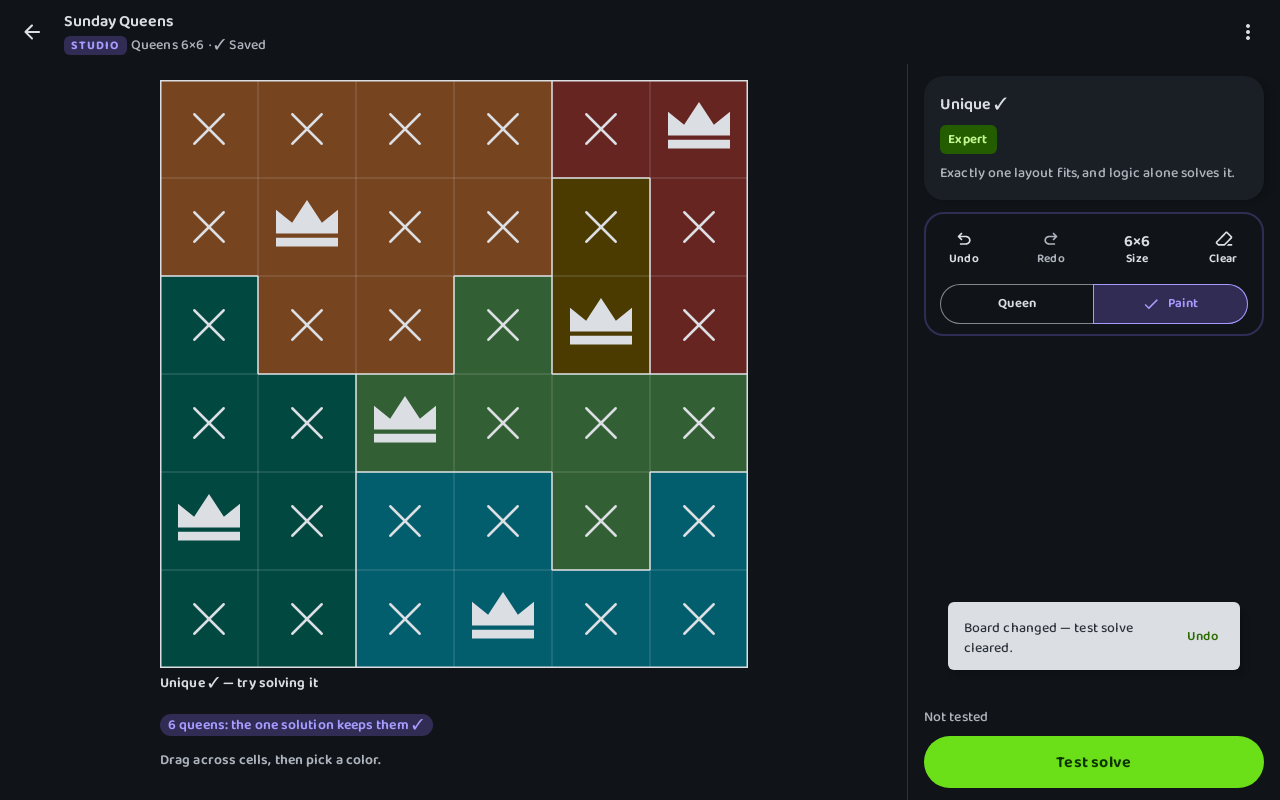 Sunday Queens
STUDIO Queens 6×6 · ✓ Saved
Unique ✓
Expert
Exactly one layout fits, and logic alone solves it.
Undo
Redo
6×6
Size
Clear
Queen
Paint
Board changed — test solve
cleared.
Undo
Unique ✓ — try solving it
6 queens: the one solution keeps them ✓
Drag across cells, then pick a color.
Not tested
Test solve